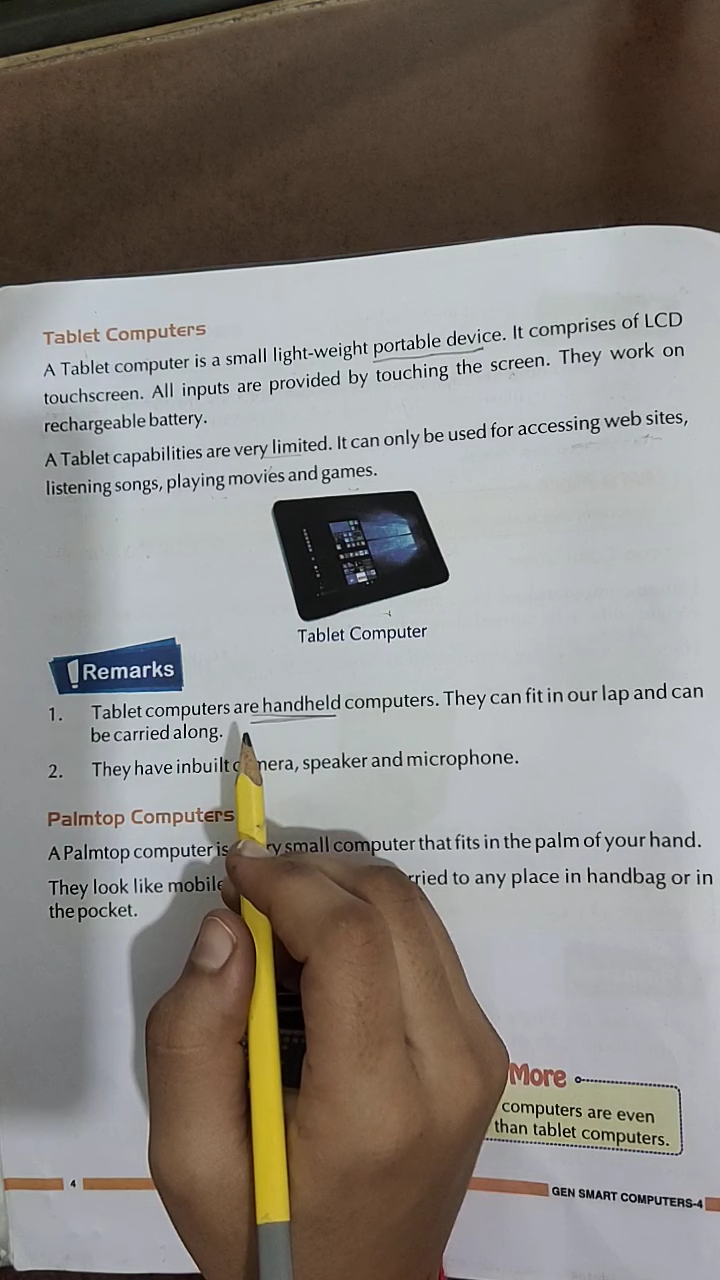 Tablet Computers
A Tablet computer is a small light-weight portable device. It comprises of LCD
touchscreen. All inputs are provided by touching the screen. They work on
rechargeable battery.
A Tablet capabilities are very limited. It can only be used for accessing web sites,
listening songs, playing movies and games.
Tablet Computer
!Remarks
1. Tablet computers are handheld computers. They can fit in our lap and can
be carried along.
2. They have inbuilt camera, speaker and microphone.
Palmtop Computers
A Palmtop computer is small computer that fits in the palm of your hand.
They look like mobile to any place in handbag or in
the pocket.
More
computers are even
than tablet computers.
4
GEN SMART COMPUTERS-4